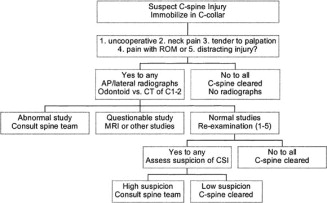 Suspect C-spine Injury
Immobilize in C-collar
1. uncooperative 2. neck pain 3. tender to palpation
4. pain with ROM or 5. distracting injury?
Yes to any
AP/lateral radiographs
Odontoid vs. CT of C1-2
No to all
C-spine cleared
No radiographs
Abnormal study
Consult spine team
Questionable study
MRI or other studies
Normal studies
Re-examination (1-5)
Yes to any
Assess suspicion of CSI
No to all
C-spine cleared
High suspicion
Consult spine team
Low suspicion
C-spine cleared